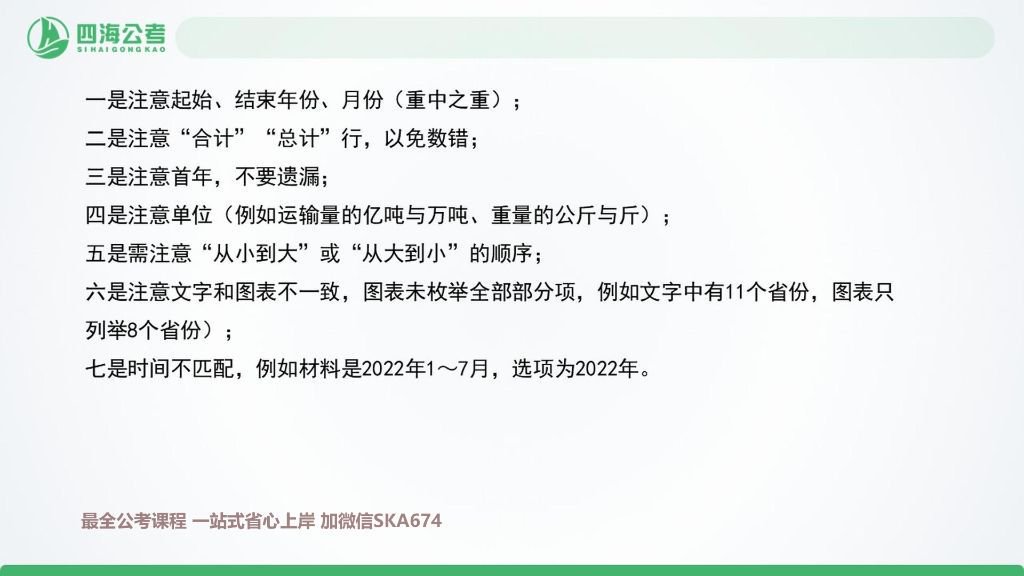 四海公考
SIHAIGONGKAO
一是注意起始、结束年份、月份（重中之重）；
二是注意“合计”“总计”行，以免数错；
三是注意首年，不要遗漏；
四是注意单位（例如运输量的亿吨与万吨、重量的公斤与斤）；
五是需注意“从小到大”或“从大到小”的顺序；
六是注意文字和图表不一致，图表未枚举全部部分项，例如文字中有11个省份，图表只
列举8个省份）；
七是时间不匹配，例如材料是2022年1～7月，选项为2022年。
最全公考课程 一站式省心上岸 加微信SKA674